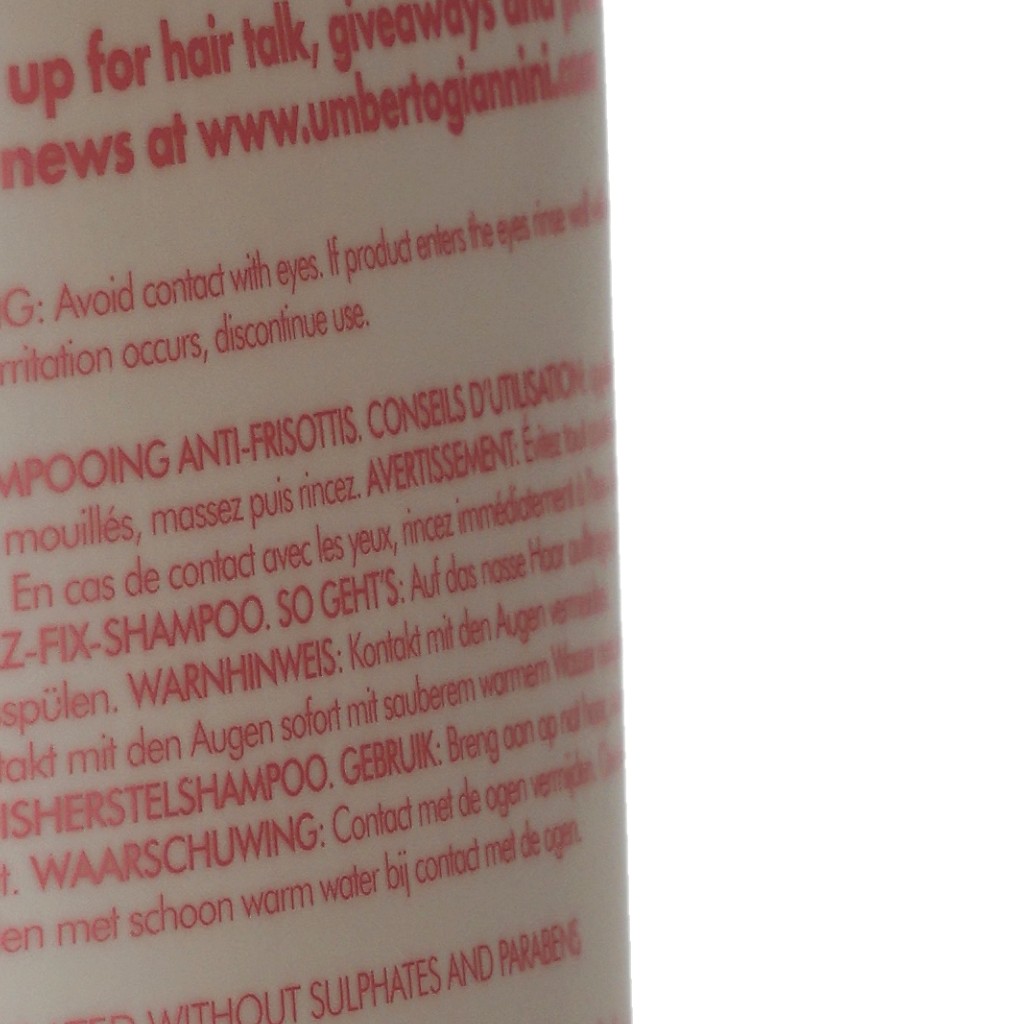 up for hair talk, giveaways and
news at www.umbertogiannini.com
Avoid contact with eyes. If product enters the eyes rinse well
irritation occurs, discontinue use.
ANTI-FRISOTTIS. CONSEILS D'UTILISATION:
mouillés, massez puis rincez. AVERTISSEMENT: Évitez tout
En cas de contact avec les yeux, rincez immédiatement à
Z-FIX-SHAMPOO. SO GEHT'S: Auf das nasse Haar
spülen. WARNHINWEIS: Kontakt mit den Augen
takt mit den Augen sofort mit sauberem warmem Wasser
ISHERSTELSHAMPOO. GEBRUIK: Breng aan op nat haar,
t. WAARSCHUWING: Contact met de ogen vermijden.
en met schoon warm water bij contact met de ogen.
WITHOUT SULPHATES AND PARABENS